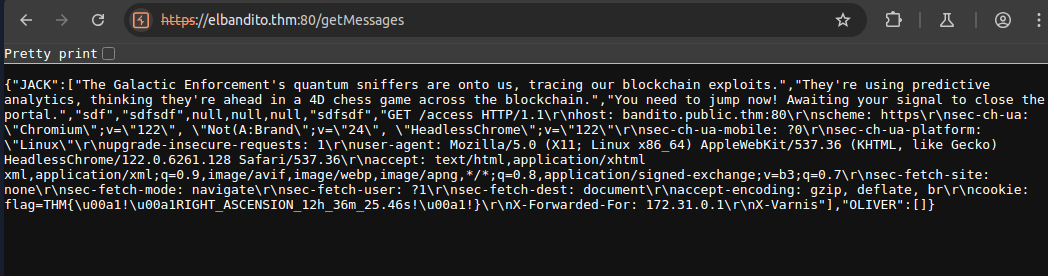 https://elbandito.thm:80/getMessages
Pretty print
{"JACK":["The Galactic Enforcement's quantum sniffers are onto us, tracing our blockchain exploits.","They're using predictive
analytics, thinking they're ahead in a 4D chess game across the blockchain.","You need to jump now! Awaiting your signal to close the
portal.","sdf","sdfsdf",null,null,null,"sdfsdf","GET /access HTTP/1.1\r\nhost: bandito.public.thm:80\r\nscheme: https\r\nsec-ch-ua:
\"Chromium\";v=\"122\", \"Not(A:Brand\";v=\"24\", \"HeadlessChrome\";v=\"122\"\r\nsec-ch-ua-mobile: ?0\r\nsec-ch-ua-platform:
\"Linux\"\r\nupgrade-insecure-requests: 1\r\nuser-agent: Mozilla/5.0 (X11; Linux x86_64) AppleWebKit/537.36 (KHTML, like Gecko)
HeadlessChrome/122.0.6261.128 Safari/537.36\r\naccept: text/html,application/xhtml
xml,application/xml;q=0.9,image/avif,image/webp,image/apng,*/*;q=0.8,application/signed-exchange;v=b3;q=0.7\r\nsec-fetch-site:
none\r\nsec-fetch-mode: navigate\r\nsec-fetch-user: ?1\r\nsec-fetch-dest: document\r\naccept-encoding: gzip, deflate, br\r\ncookie:
flag=THM{\u00a1!\u00a1RIGHT_ASCENSION_12h_36m_25.46s!\u00a1!}\r\nX-Forwarded-For: 172.31.0.1\r\nX-Varnis"],"OLIVER":[]}